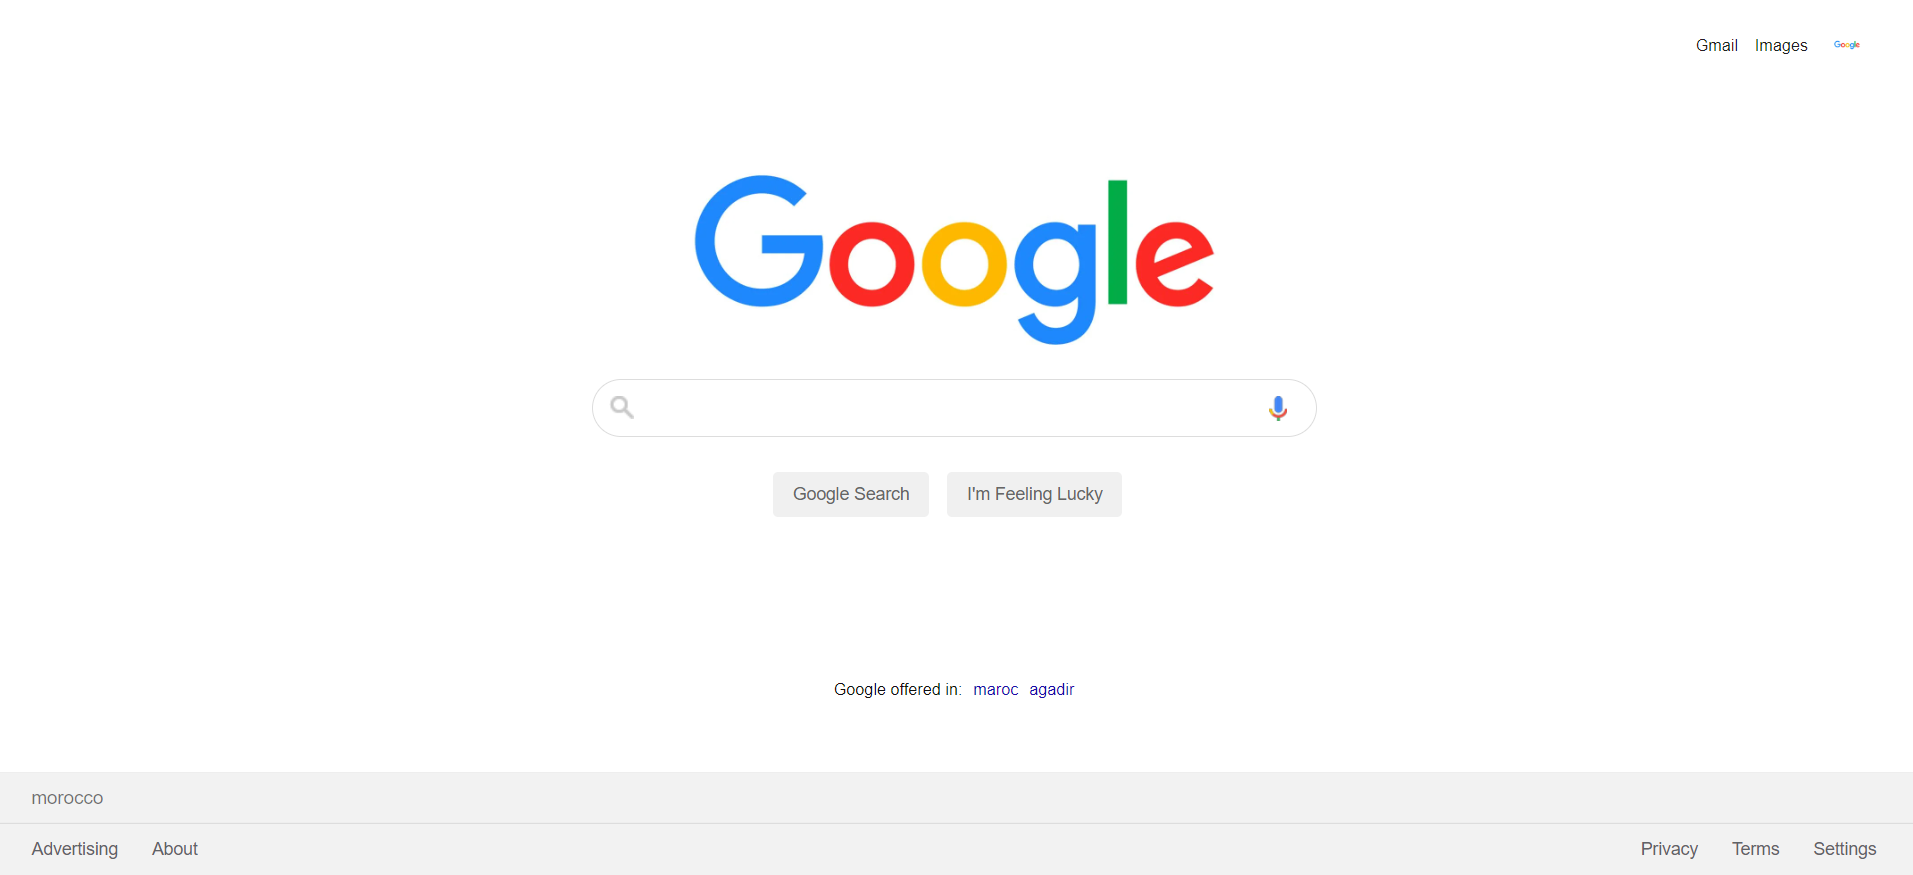 Gmail Images Google
Google
Google Search I'm Feeling Lucky
Google offered in: maroc agadir
morocco
Advertising About Privacy Terms Settings